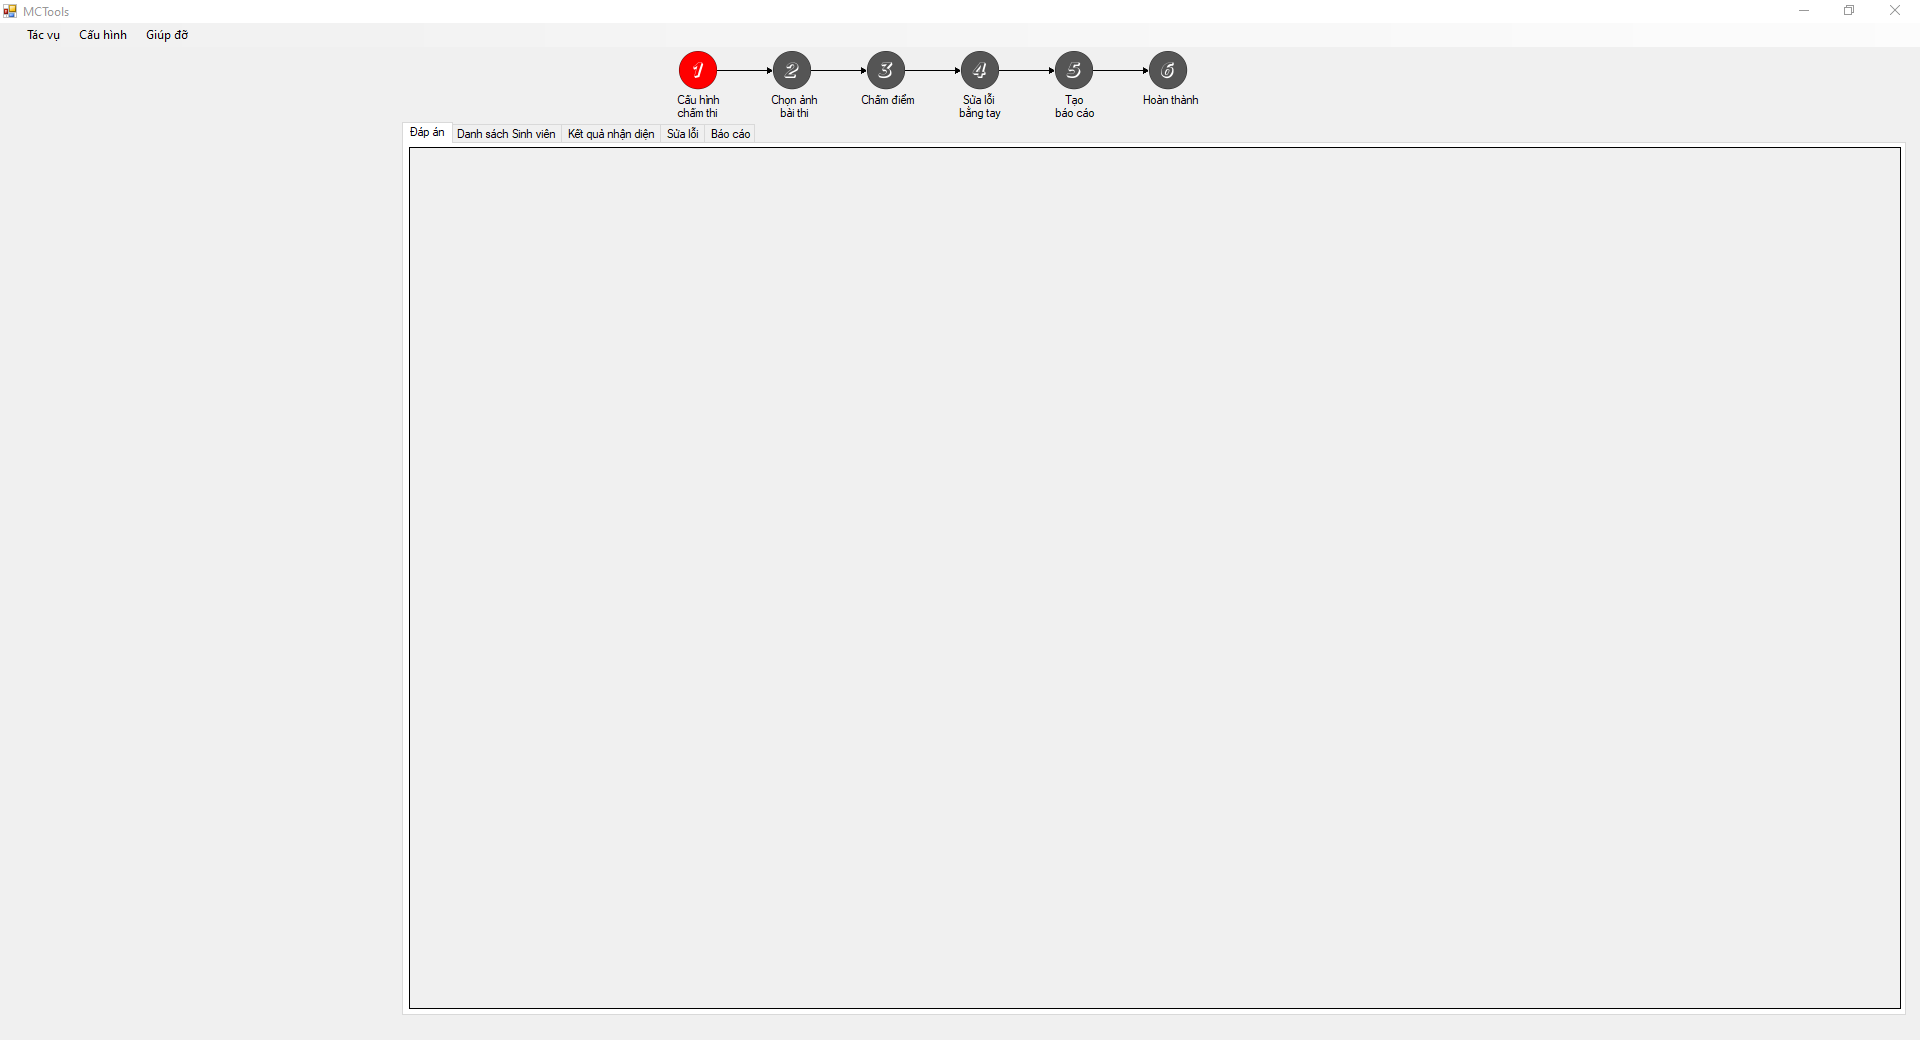 MCTools
Tác vụ Cấu hình Giúp đỡ
1 2 3 4 5 6
Cấu hình
chấm thi
Chọn ảnh
bài thi
Chấm điểm
Sửa lỗi
bằng tay
Tạo
báo cáo
Hoàn thành
Đáp án Danh sách Sinh viên Kết quả nhận diện Sửa lỗi Báo cáo